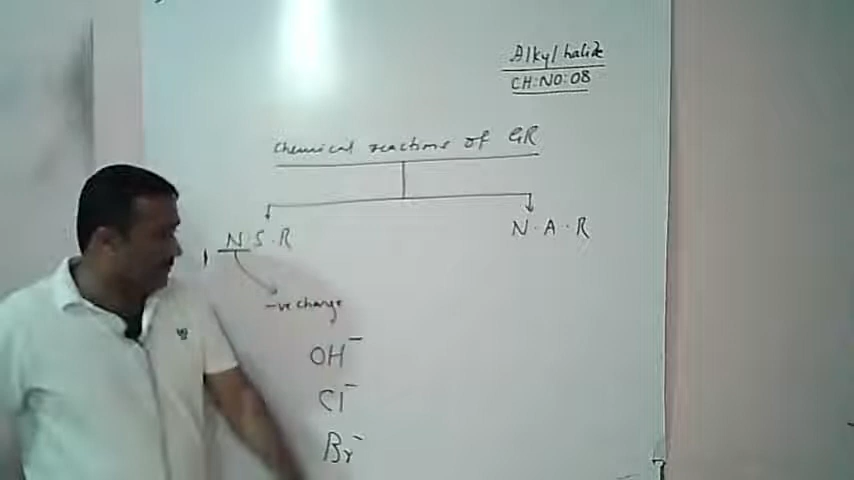 Alkyl halide
CH:NO:08
Chemical reactions of GR
N.S.R
N.A.R
-ve charge
OH⁻
Cl⁻
Br⁻